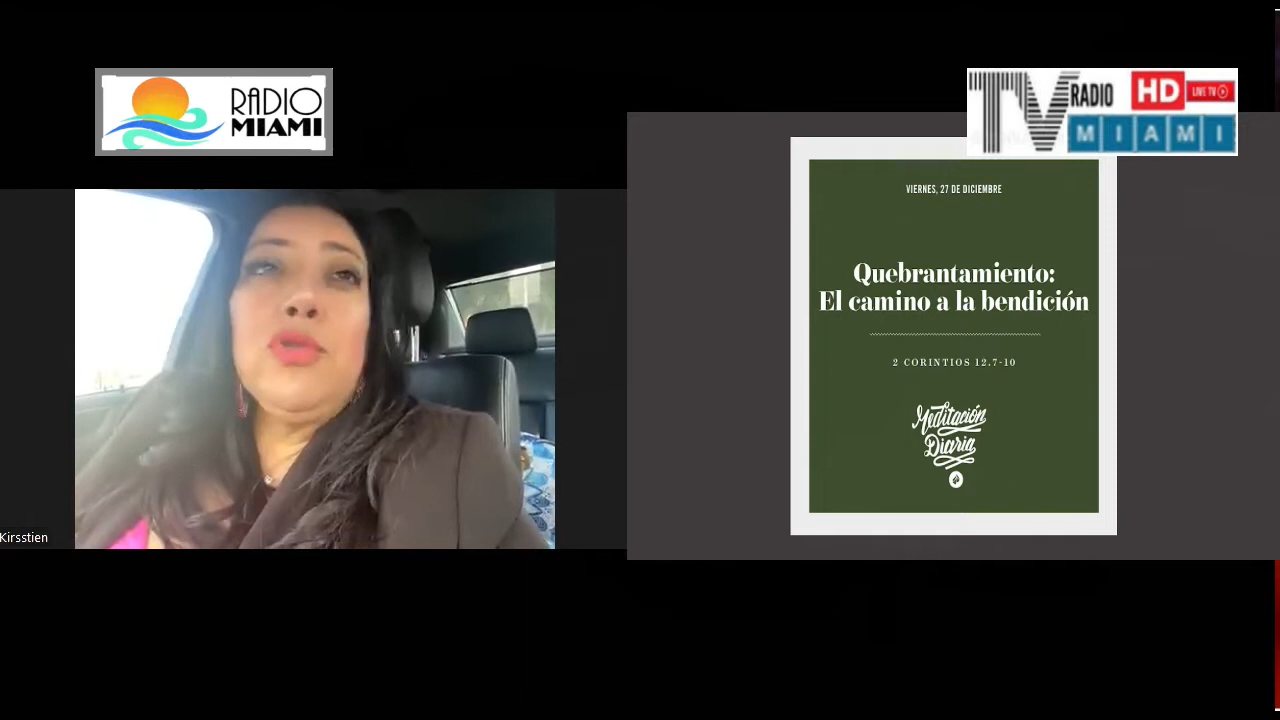 RADIO
MIAMI
TV
RADIO
HD
LIVE TV
MIAMI
VIERNES, 27 DE DICIEMBRE
Quebrantamiento:
El camino a la bendición
2 CORINTIOS 12.7-10
Meditación
Diaria
Kirsstien